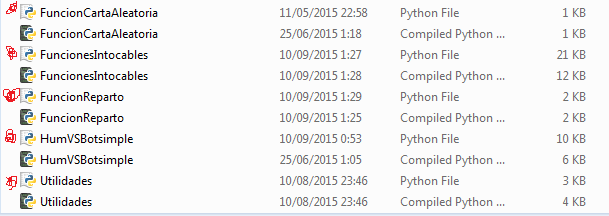 FuncionCartaAleatoria 11/05/2015 22:58 Python File 1 KB
FuncionCartaAleatoria 25/06/2015 1:18 Compiled Python ... 1 KB
FuncionesIntocables 10/09/2015 1:27 Python File 21 KB
FuncionesIntocables 10/09/2015 1:28 Compiled Python ... 12 KB
FuncionReparto 10/09/2015 1:29 Python File 2 KB
FuncionReparto 10/09/2015 1:25 Compiled Python ... 2 KB
HumVSBotsimple 10/09/2015 0:53 Python File 10 KB
HumVSBotsimple 25/06/2015 1:05 Compiled Python ... 6 KB
Utilidades 10/08/2015 23:46 Python File 3 KB
Utilidades 10/08/2015 23:46 Compiled Python ... 4 KB